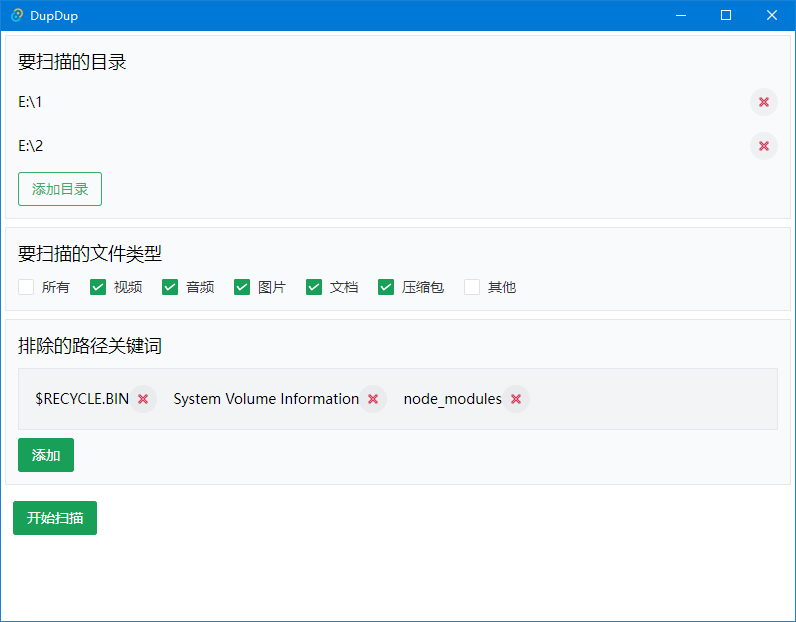 DupDup
要扫描的目录
E:\1
E:\2
添加目录
要扫描的文件类型
所有 视频 音频 图片 文档 压缩包 其他
排除的路径关键词
$RECYCLE.BIN System Volume Information node_modules
添加
开始扫描